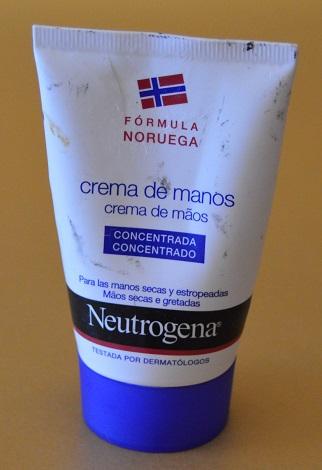 FÓRMULA
NORUEGA
crema de manos
crema de mãos
CONCENTRADA
CONCENTRADO
Para las manos secas y estropeadas
Mãos secas e gretadas
Neutrogena®
TESTADA POR DERMATÓLOGOS